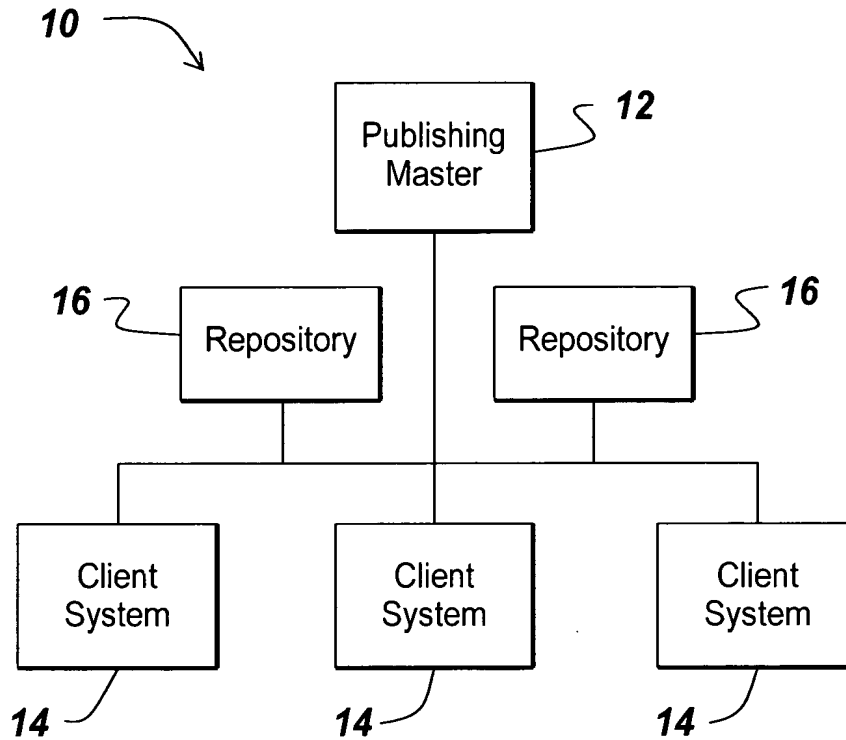 10
Publishing
Master
12
16
Repository
Repository
16
Client
System
Client
System
Client
System
14
14
14